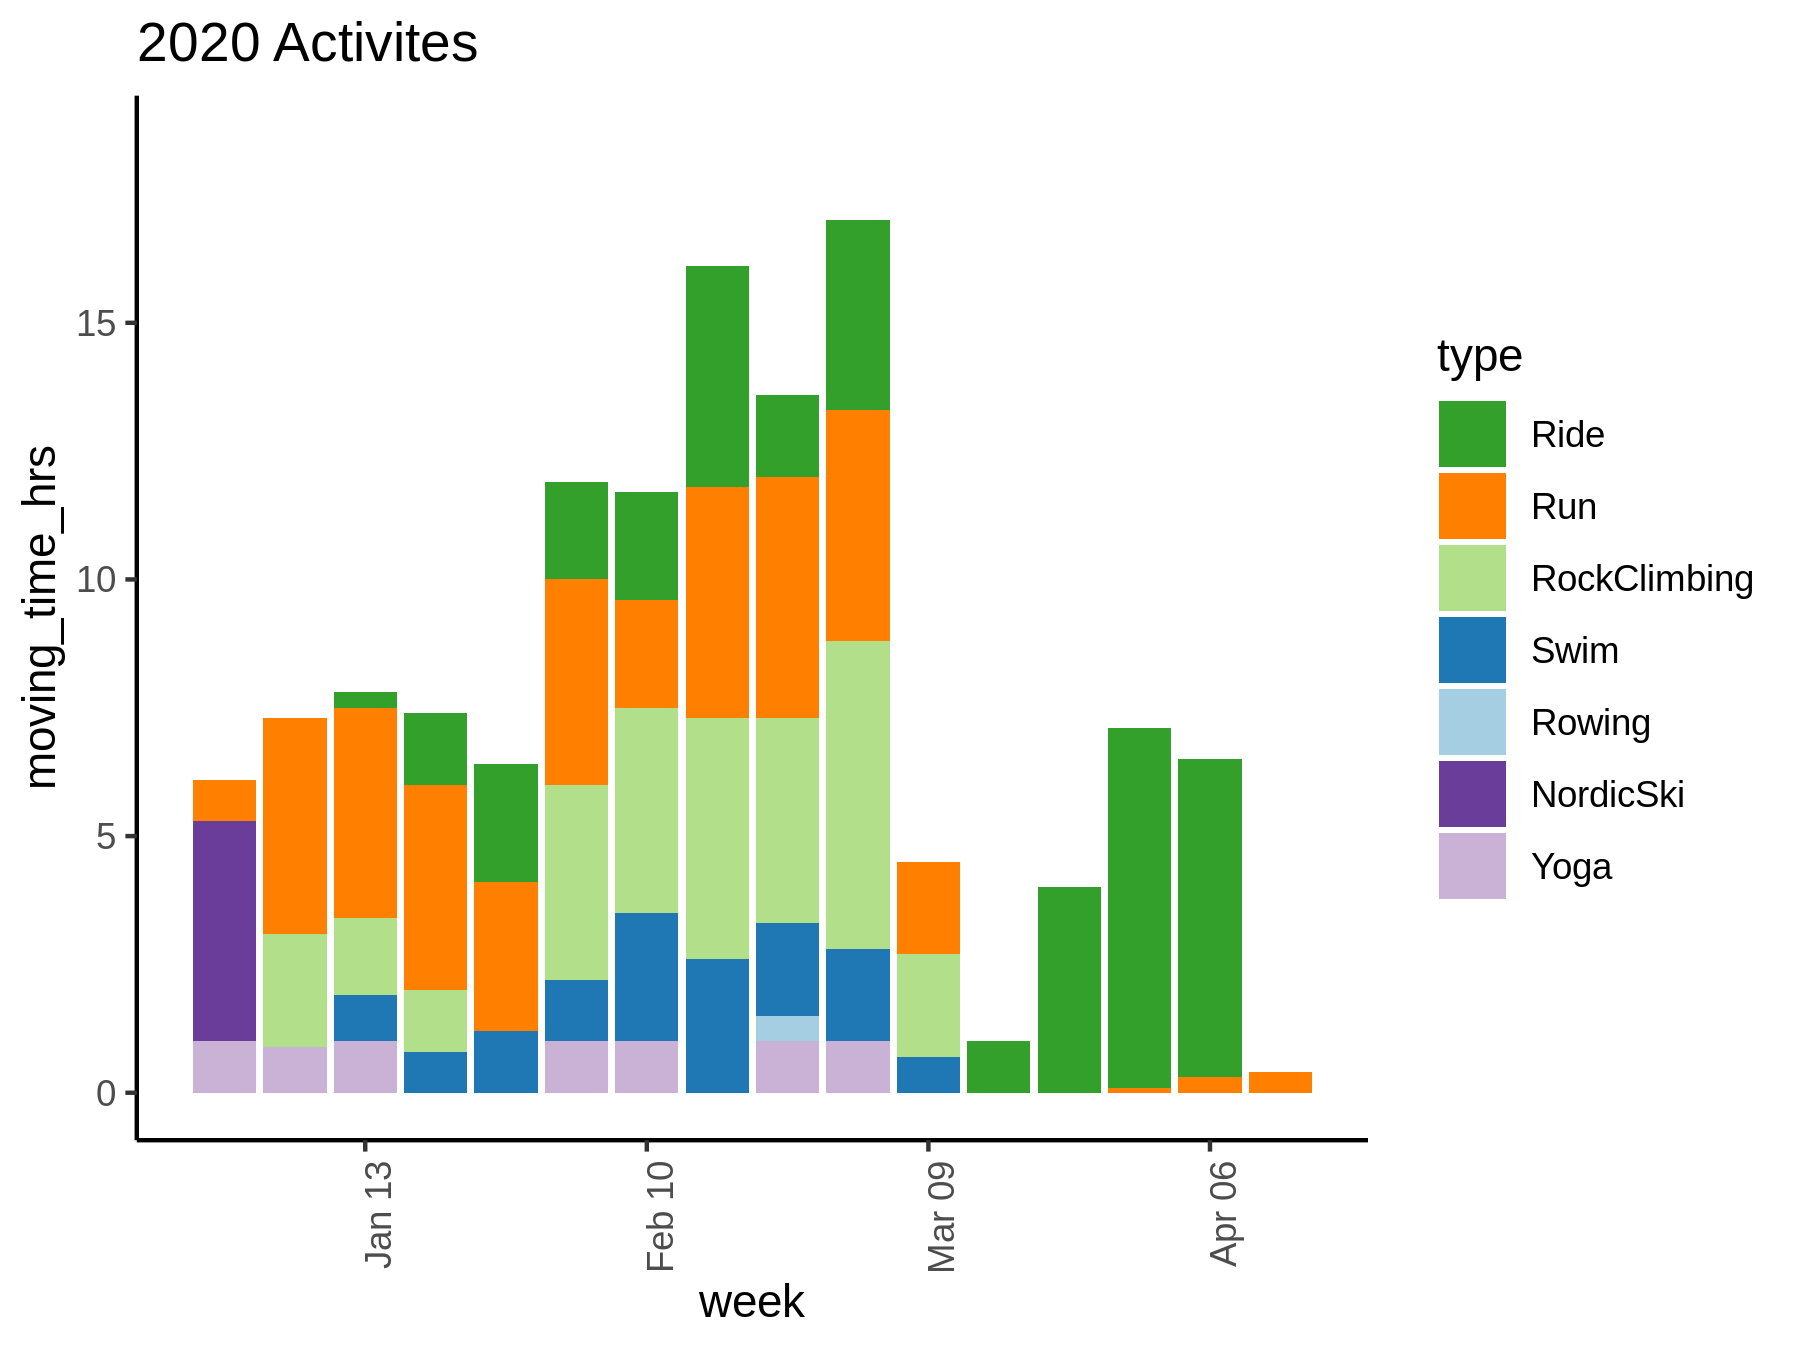 2020 Activites
moving_time_hrs
15
10
5
0
Jan 13
Feb 10
Mar 09
Apr 06
week
type
Ride
Run
RockClimbing
Swim
Rowing
NordicSki
Yoga